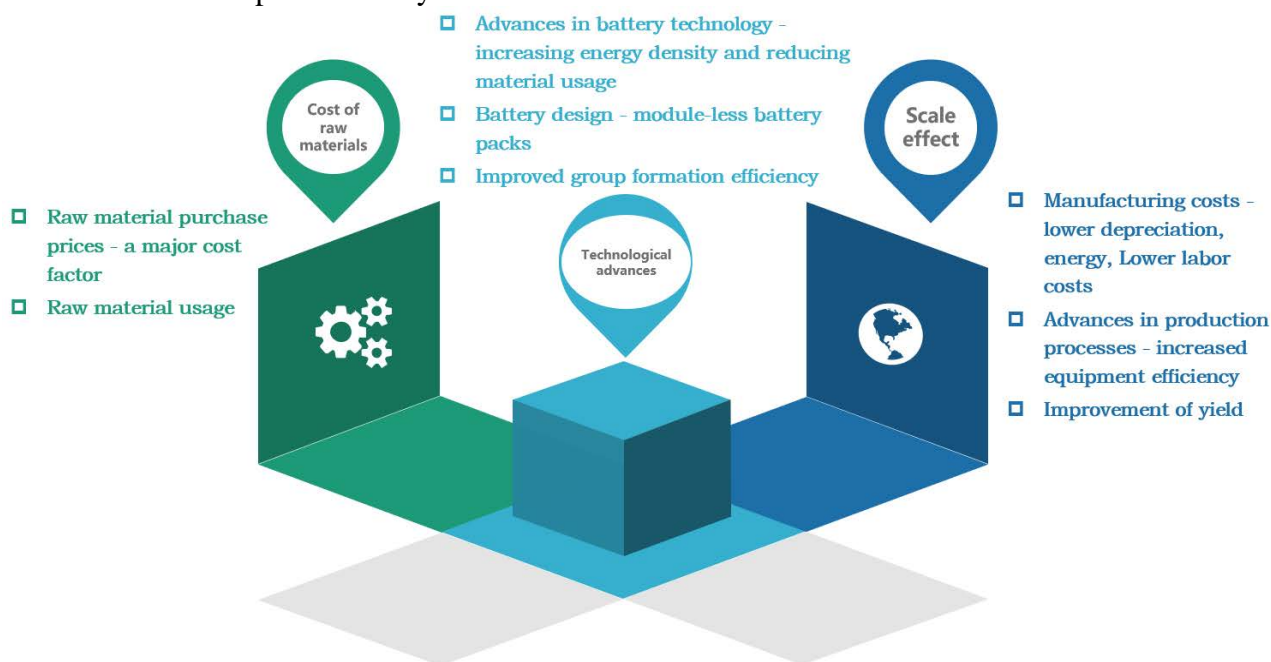 Advances in battery technology -
increasing energy density and reducing
material usage
Battery design - module-less battery
packs
Improved group formation efficiency
Cost of
raw
materials
Scale
effect
Technological
advances
Raw material purchase
prices - a major cost
factor
Raw material usage
Manufacturing costs -
lower depreciation,
energy, Lower labor
costs
Advances in production
processes - increased
equipment efficiency
Improvement of yield